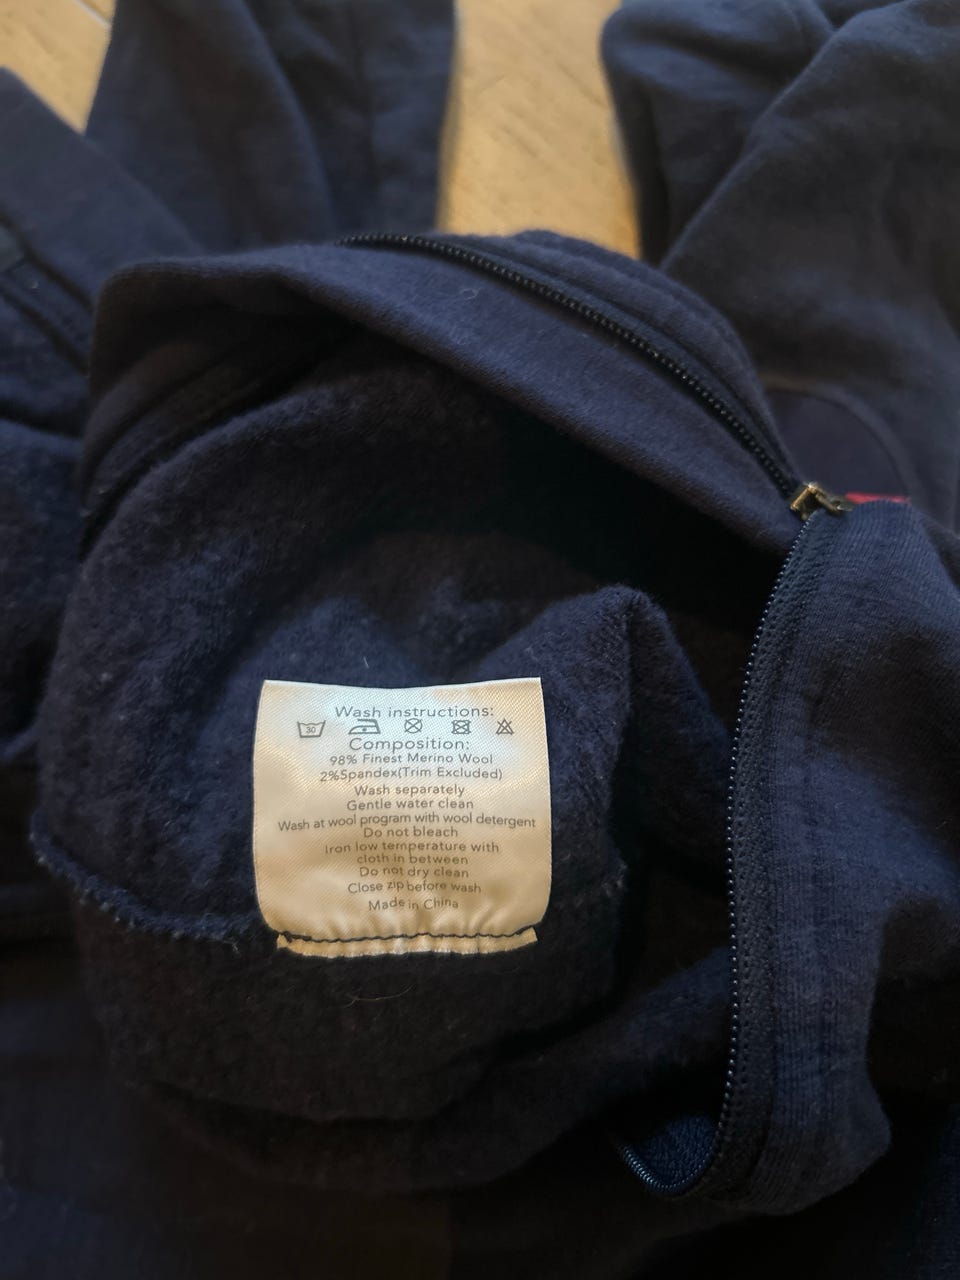 Wash instructions:
30
Composition:
98% Finest Merino Wool
2%Spandex(Trim Excluded)
Wash separately
Gentle water clean
Wash at wool program with wool detergent
Do not bleach
Iron low temperature with
cloth in between
Do not dry clean
Close zip before wash
Made in China